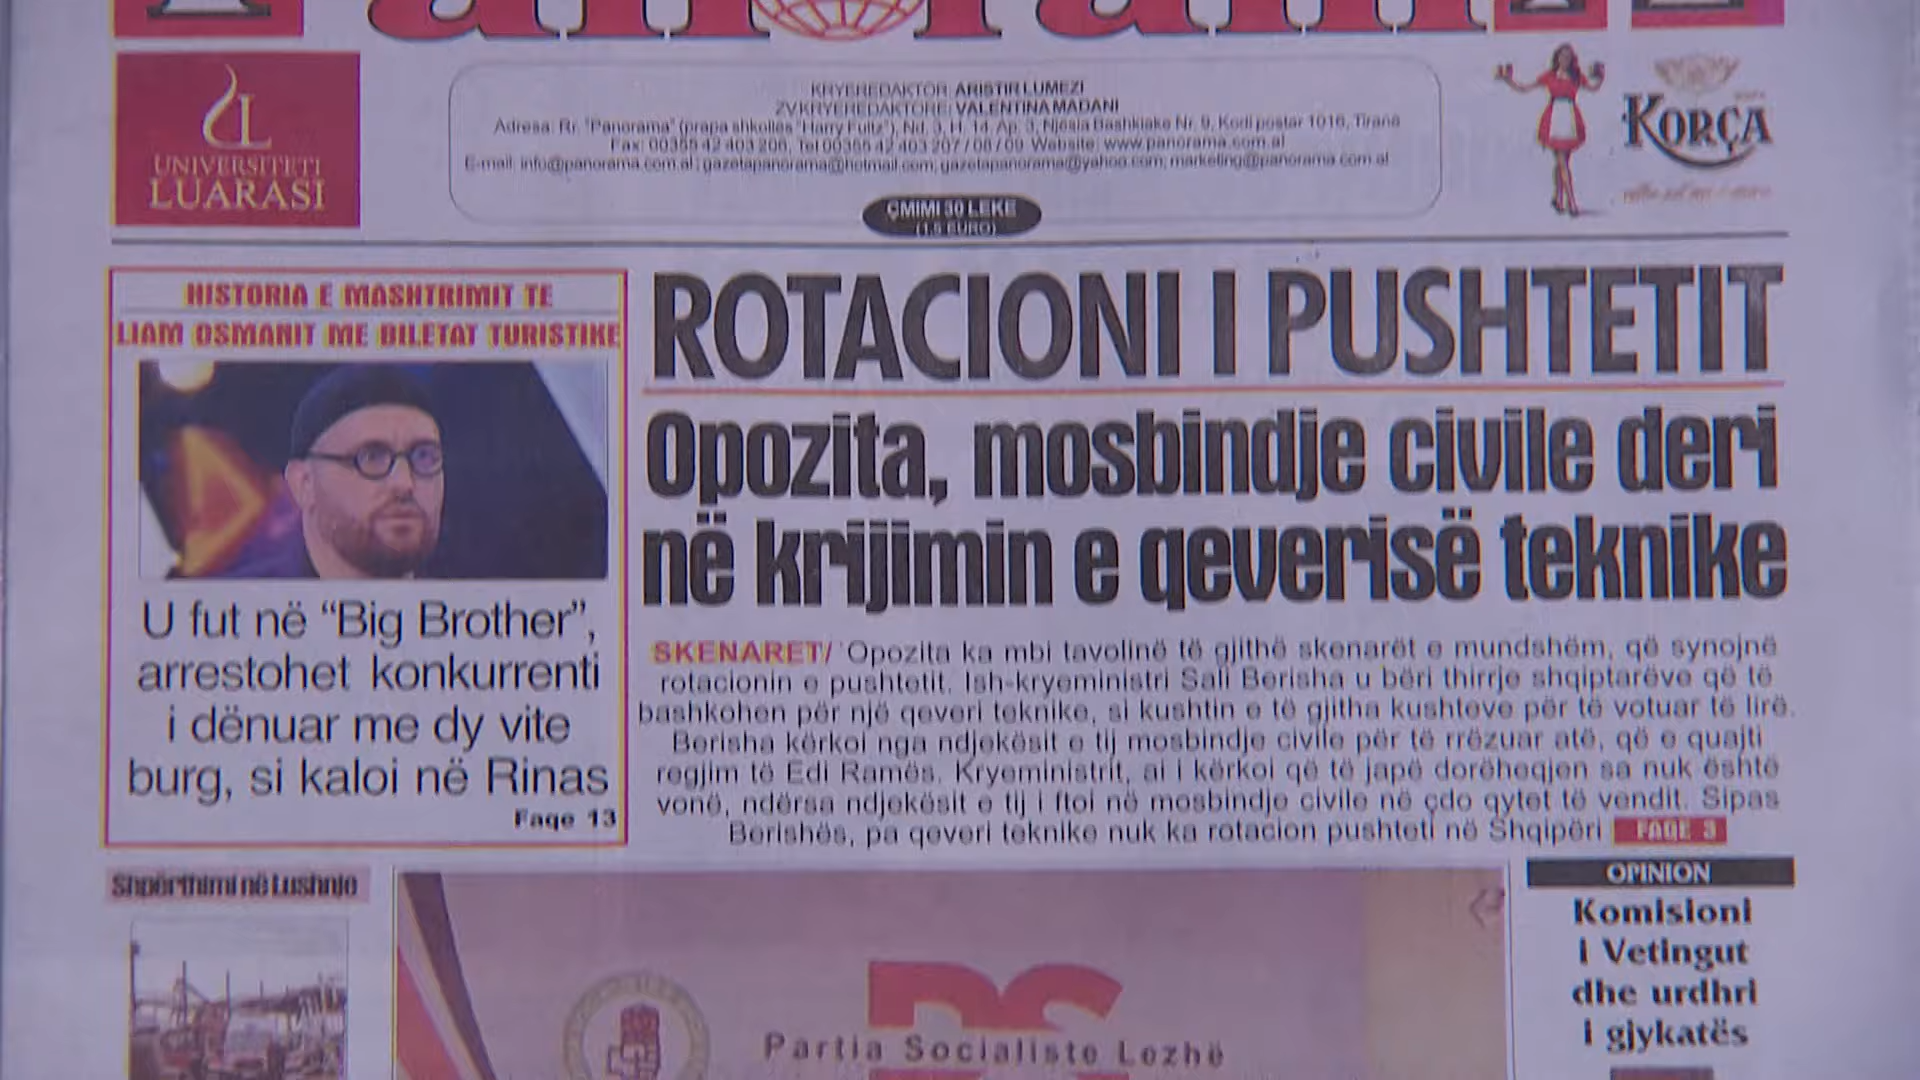 UNIVERSITETI
LUARASI
KRYEREDAKTOR: ARISTIR LUMEZI
ZV/KRYEREDAKTORE: VALENTINA MADANI
Adresa: Rr. "Panorama" (prapa shkollës "Harry Fultz"), Nd. 3, H. 14, Ap. 3, Njësia Bashkiake Nr. 9, Kodi postar 1016, Tiranë
Fax: 00355 42 403 206, Tel 00355 42 403 207 / 08 / 09 Website: www.panorama.com.al
E-mail: info@panorama.com.al; gazetapanorama@hotmail.com; gazetapanorama@yahoo.com; marketing@panorama.com.al
ÇMIMI 30 LEKE
(1.5 EURO)
KORÇA
HISTORIA E MASHTRIMIT TE
LIAM OSMANIT ME BILETAT TURISTIKE
U fut në “Big Brother”,
arrestohet konkurrenti
i dënuar me dy vite
burg, si kaloi në Rinas
Faqe 13
ROTACIONI I PUSHTETIT
Opozita, mosbindje civile deri
në krijimin e qeverisë teknike
SKENARET/ Opozita ka mbi tavolinë të gjithë skenarët e mundshëm, që synojnë
rotacionin e pushtetit. Ish-kryeministri Sali Berisha u bëri thirrje shqiptarëve që të
bashkohen për një qeveri teknike, si kushtin e të gjitha kushteve për të votuar të lirë.
Berisha kërkoi nga ndjekësit e tij mosbindje civile për të rrëzuar atë, që e quajti
regjim të Edi Ramës. Kryeministrit, ai i kërkoi që të japë dorëheqjen sa nuk është
vonë, ndërsa ndjekësit e tij i ftoi në mosbindje civile në çdo qytet të vendit. Sipas
Berishës, pa qeveri teknike nuk ka rotacion pushteti në Shqipëri FAQE 3
Shpërthimi në Lushnje
PS
Partia Socialiste Lezhë
OPINION
Komisioni
i Vetingut
dhe urdhri
i gjykatës